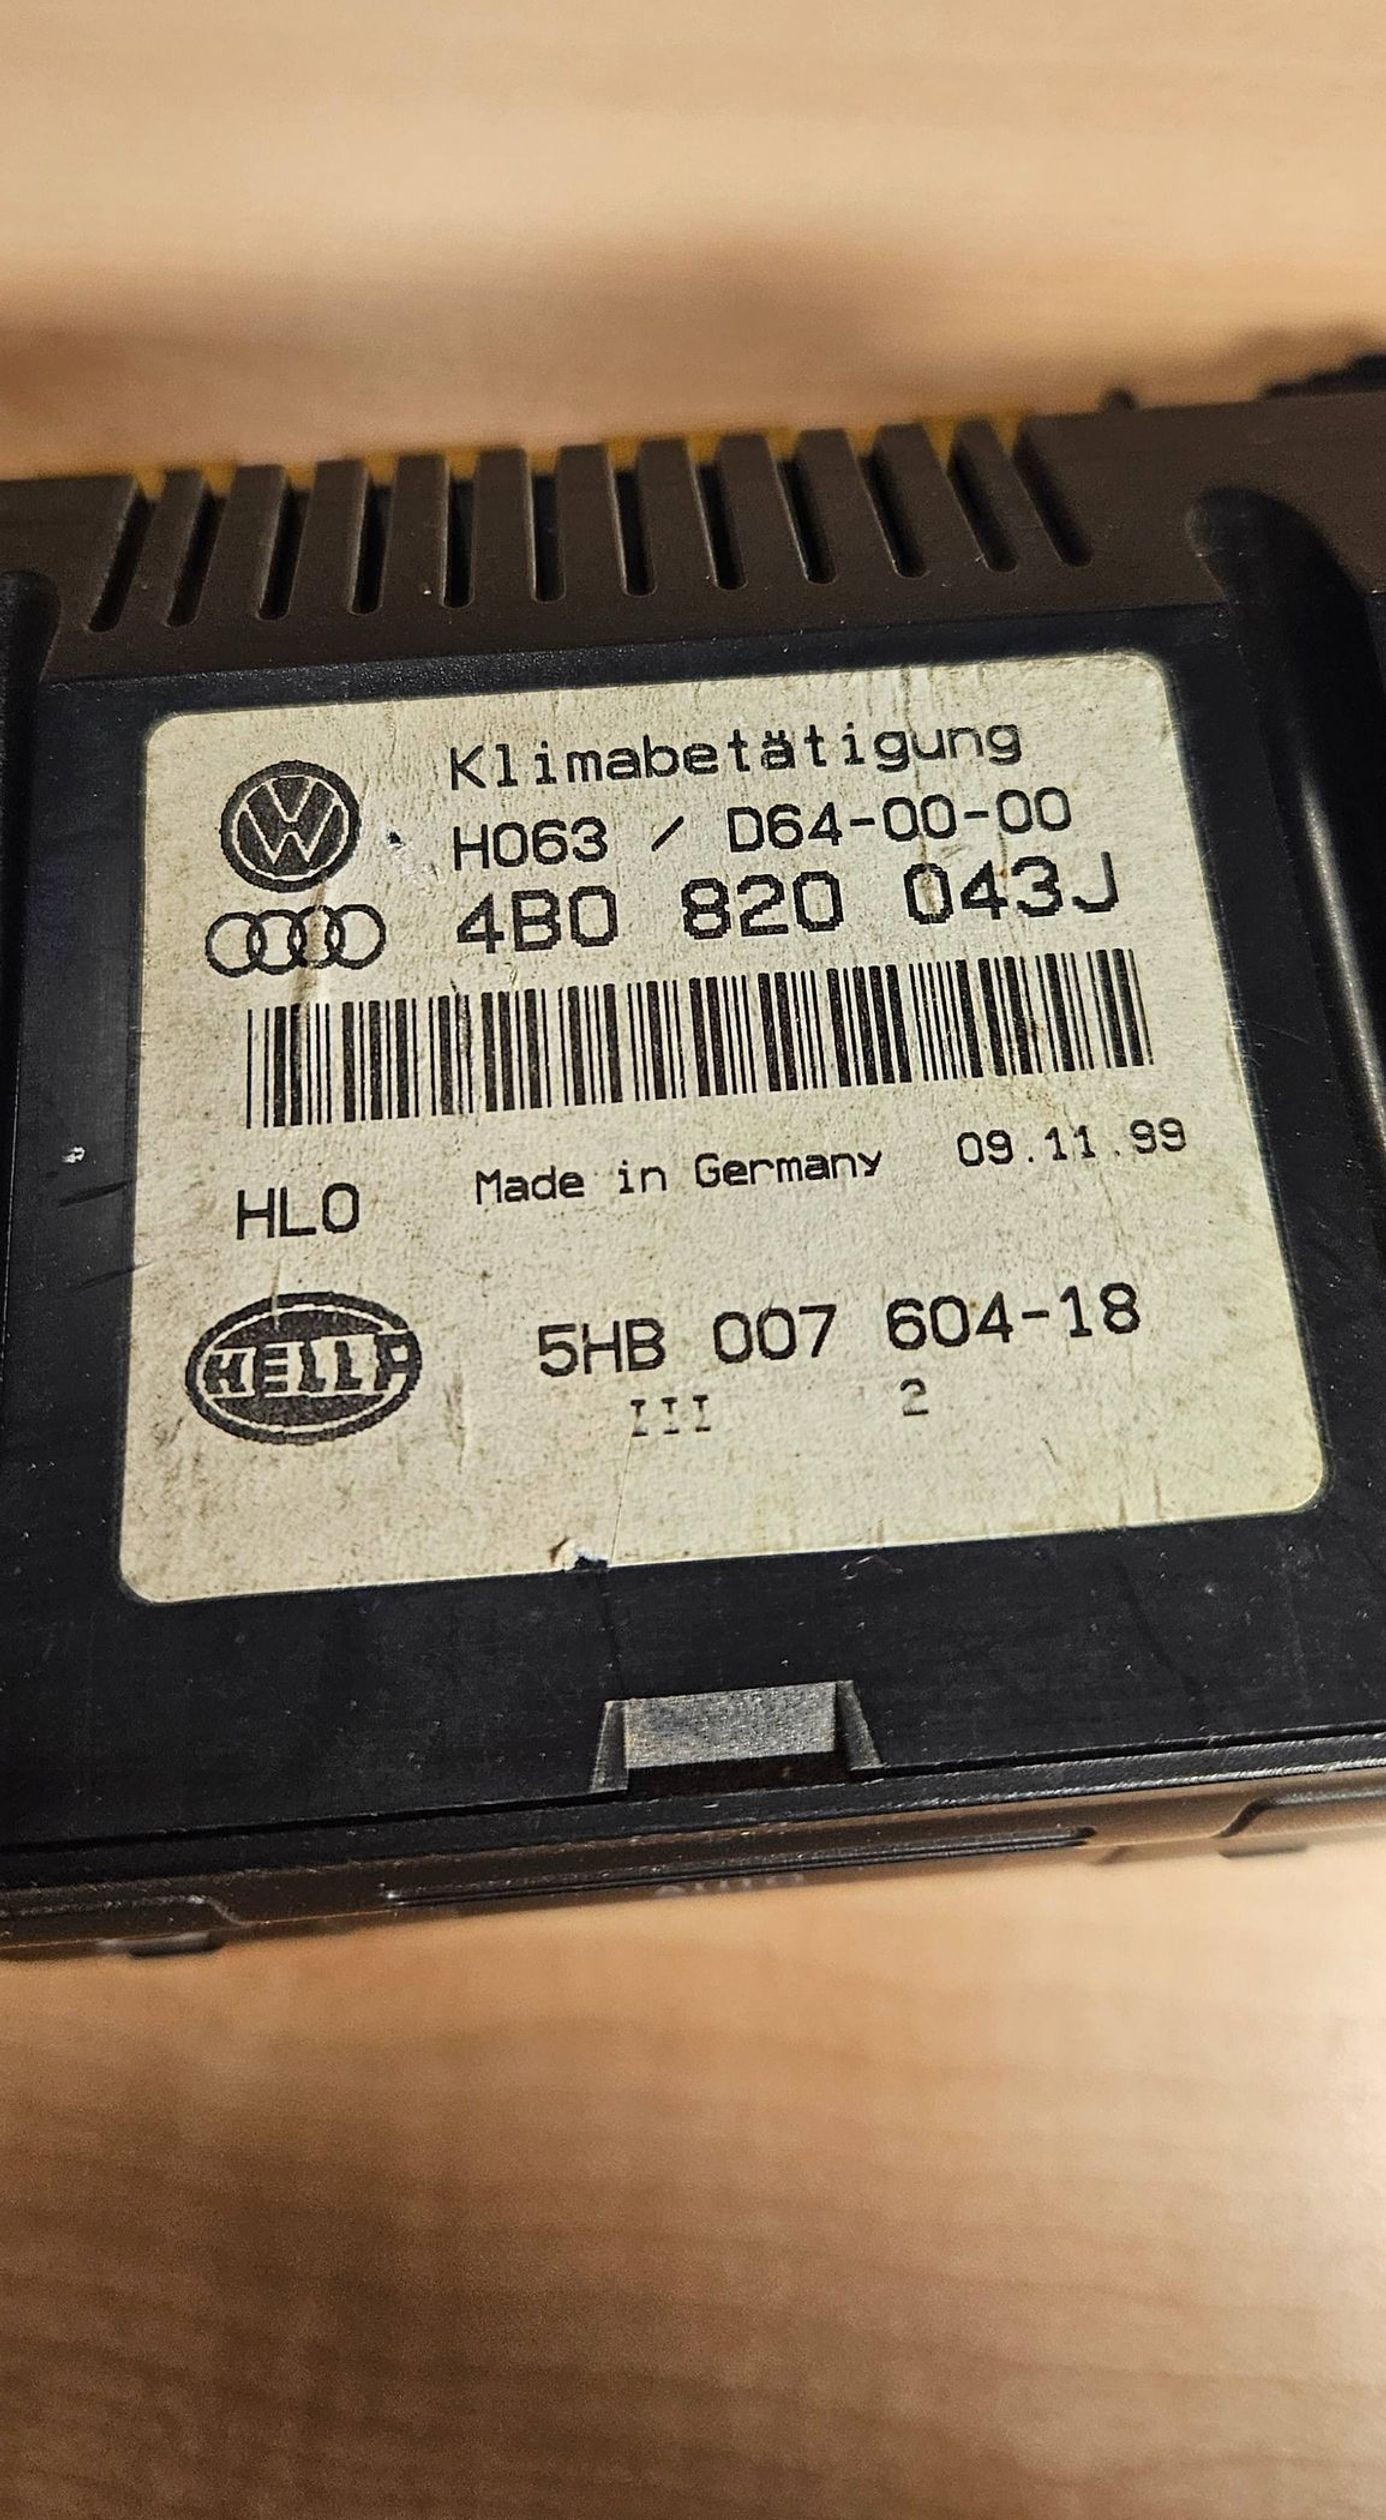 Klimabetätigung
H063 / D64-00-00
4B0 820 043J
Made in Germany 09.11.99
HLO
HELLA
5HB 007 604-18
III 2